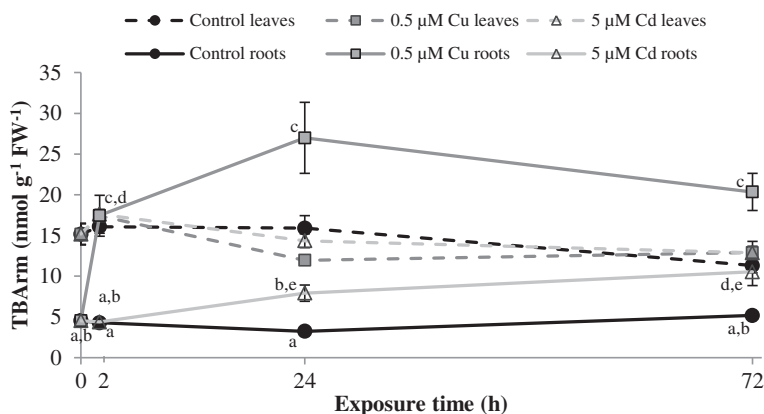 Control leaves 0.5 µM Cu leaves 5 µM Cd leaves
Control roots 0.5 µM Cu roots 5 µM Cd roots
TBArm (nmol g-1 FW-1)
35
30
25
20
15
10
5
0
c,d
c
c
a,b
a,b
a
b,e
a
d,e
a,b
0 2 24 72
Exposure time (h)